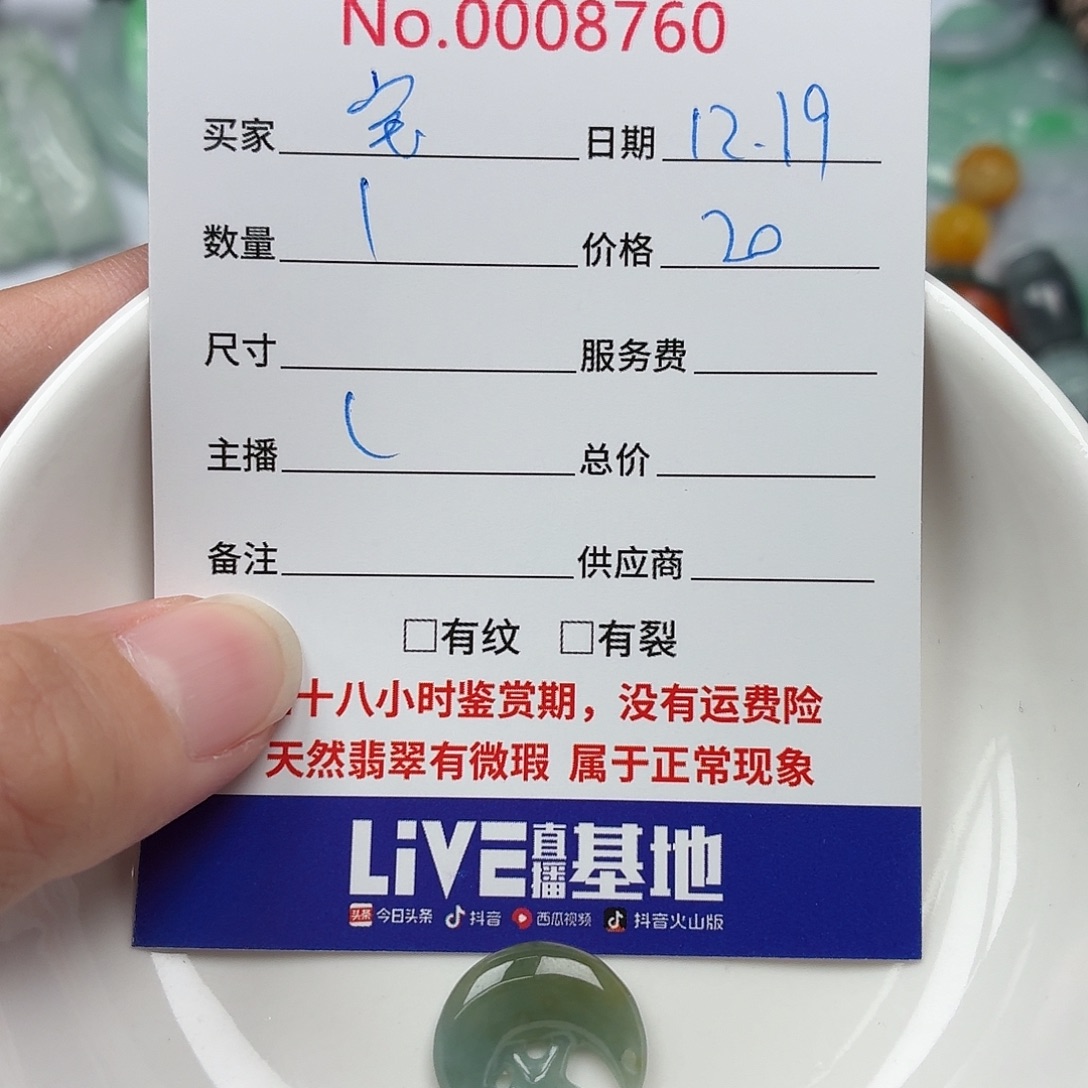 No.0008760
买家 宝 日期 12.19
数量 1 价格 20
尺寸 服务费
主播 总价
备注 供应商
□有纹 □有裂
十八小时鉴赏期，没有运费险
天然翡翠有微瑕 属于正常现象
LiVE直播基地
头条 今日头条 抖音 西瓜视频 抖音火山版